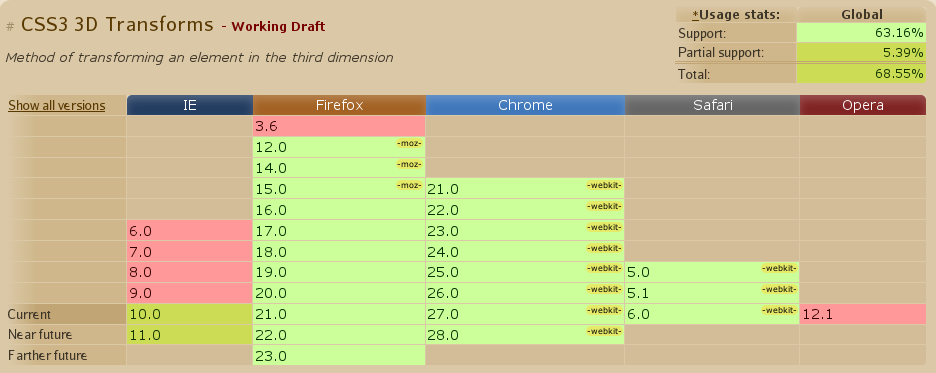 # CSS3 3D Transforms - Working Draft
Method of transforming an element in the third dimension
*Usage stats: Global
Support: 63.16%
Partial support: 5.39%
Total: 68.55%
Show all versions IE Firefox Chrome Safari Opera
3.6
12.0 -moz-
14.0 -moz-
15.0 -moz- 21.0 -webkit-
16.0 22.0 -webkit-
6.0 17.0 23.0 -webkit-
7.0 18.0 24.0 -webkit-
8.0 19.0 25.0 -webkit- 5.0 -webkit-
9.0 20.0 26.0 -webkit- 5.1 -webkit-
Current 10.0 21.0 27.0 -webkit- 6.0 -webkit- 12.1
Near future 11.0 22.0 28.0 -webkit-
Farther future 23.0